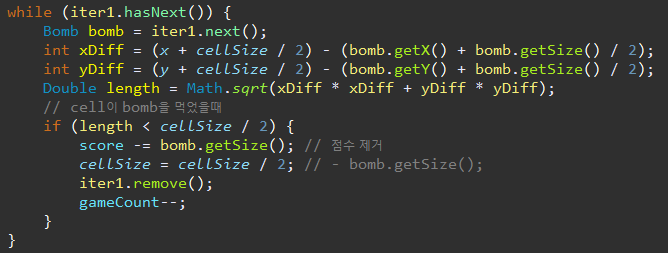 while (iter1.hasNext()) {
    Bomb bomb = iter1.next();
    int xDiff = (x + cellSize / 2) - (bomb.getX() + bomb.getSize() / 2);
    int yDiff = (y + cellSize / 2) - (bomb.getY() + bomb.getSize() / 2);
    Double length = Math.sqrt(xDiff * xDiff + yDiff * yDiff);
    // cell이 bomb을 먹었을때
    if (length < cellSize / 2) {
        score -= bomb.getSize(); // 점수 제거
        cellSize = cellSize / 2; // - bomb.getSize();
        iter1.remove();
        gameCount--;
    }
}